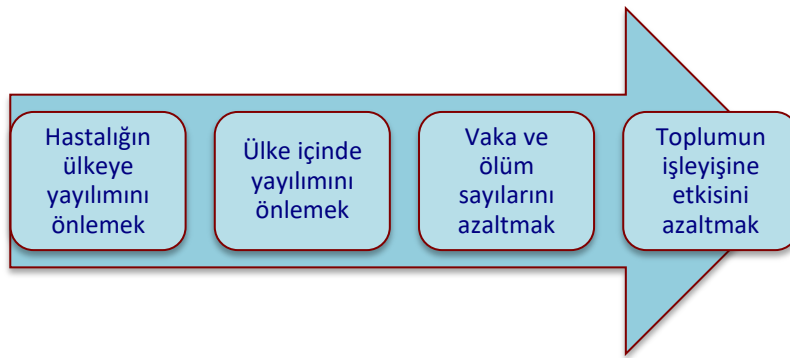 Hastalığın
ülkeye
yayılımını
önlemek
Ülke içinde
yayılımını
önlemek
Vaka ve
ölüm
sayılarını
azaltmak
Toplumun
işleyişine
etkisini
azaltmak